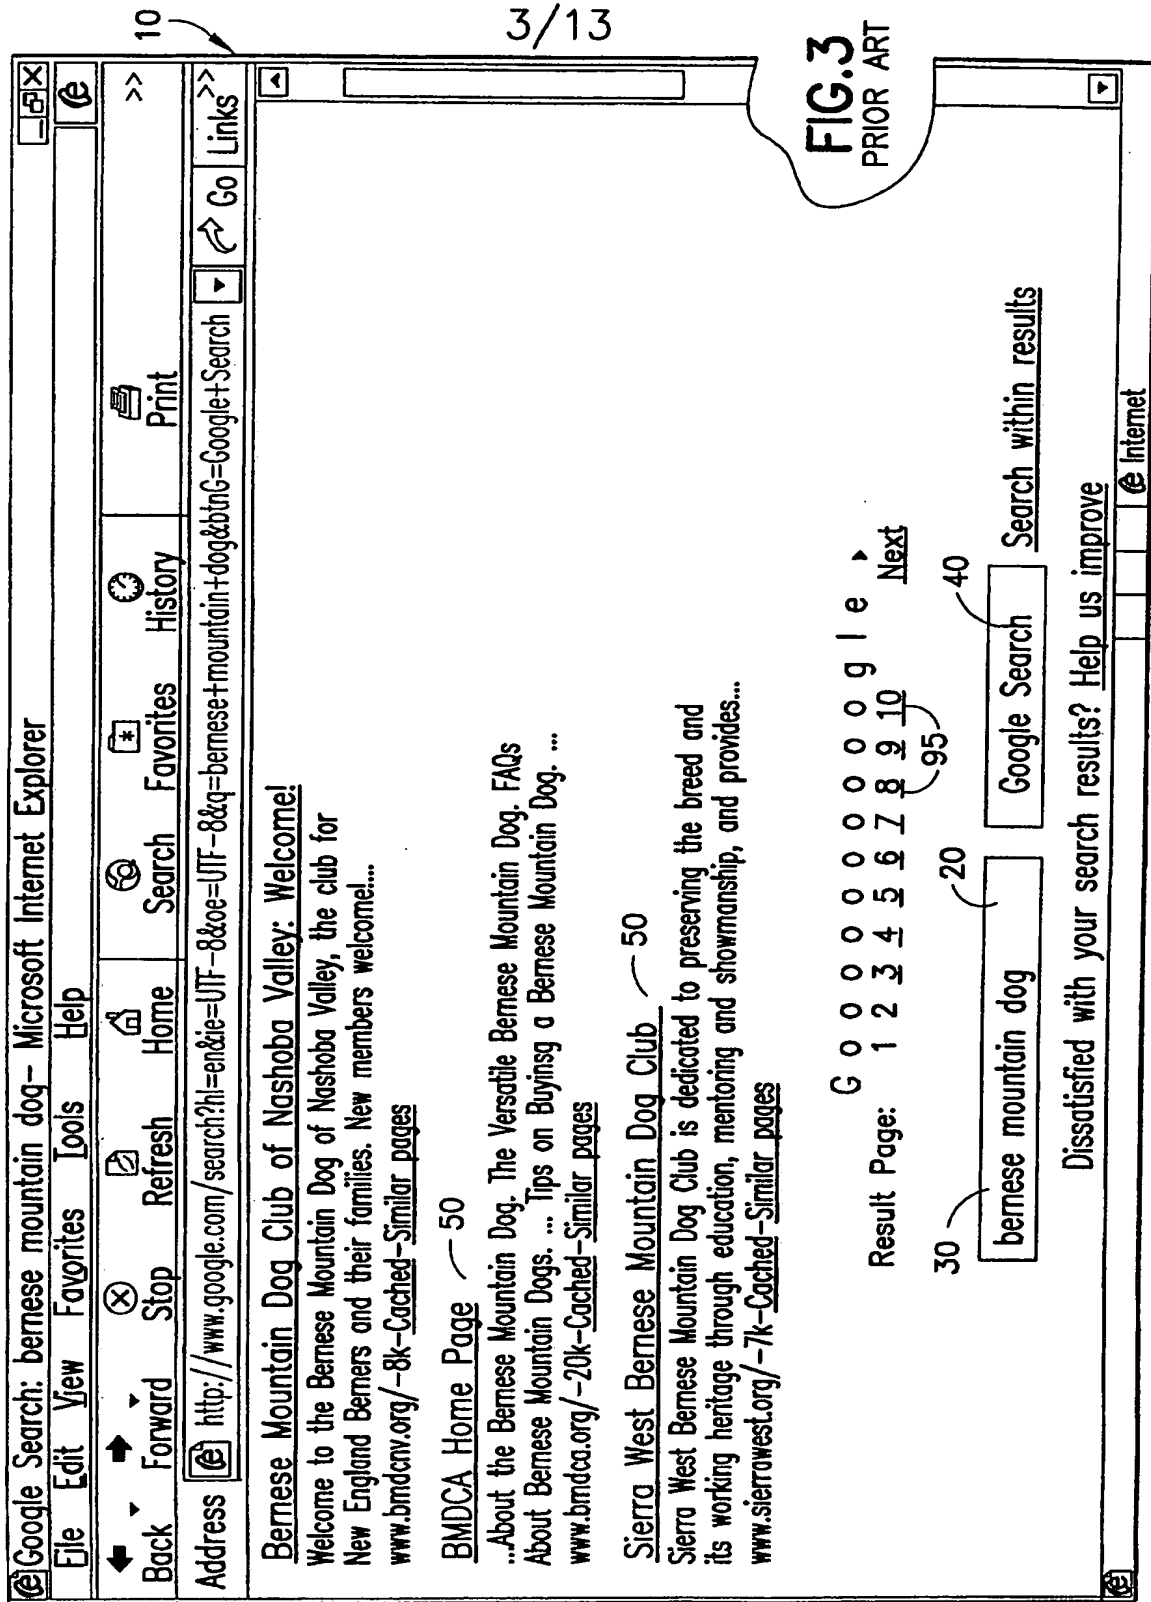 3/13
Google Search: bernese mountain dog– Microsoft Internet Explorer
File Edit View Favorites Tools Help
Back Forward Stop Refresh Home Search Favorites History Print >>
10
Address http://www.google.com/search?hl=en&ie=UTF-8&oe=UTF-8&q=bernese+mountain+dog&btnG=Google+Search Go Links >>
Bernese Mountain Dog Club of Nashoba Valley: Welcome!
Welcome to the Bernese Mountain Dog of Nashoba Valley, the club for
New England Berners and their families. New members welcome!....
www.bmdcnv.org/–8k–Cached–Similar pages
BMDCA Home Page 50
...About the Bernese Mountain Dog. The Versatile Bernese Mountain Dog. FAQs
About Bernese Mountain Dogs. ... Tips on Buyinsg a Bernese Mountain Dog. ...
www.bmdca.org/–20k–Cached–Similar pages
Sierra West Bernese Mountain Dog Club 50
Sierra West Bernese Mountain Dog Club is dedicated to preserving the breed and
its working heritage through education, mentoring and showmanship, and provides...
www.sierrawest.org/–7k–Cached–Similar pages
G o o o o o o o o o o g l e
Result Page: 1 2 3 4 5 6 7 8 9 10 Next
95
30 20 40
bernese mountain dog Google Search Search within results
Dissatisfied with your search results? Help us improve
Internet
FIG.3
PRIOR ART